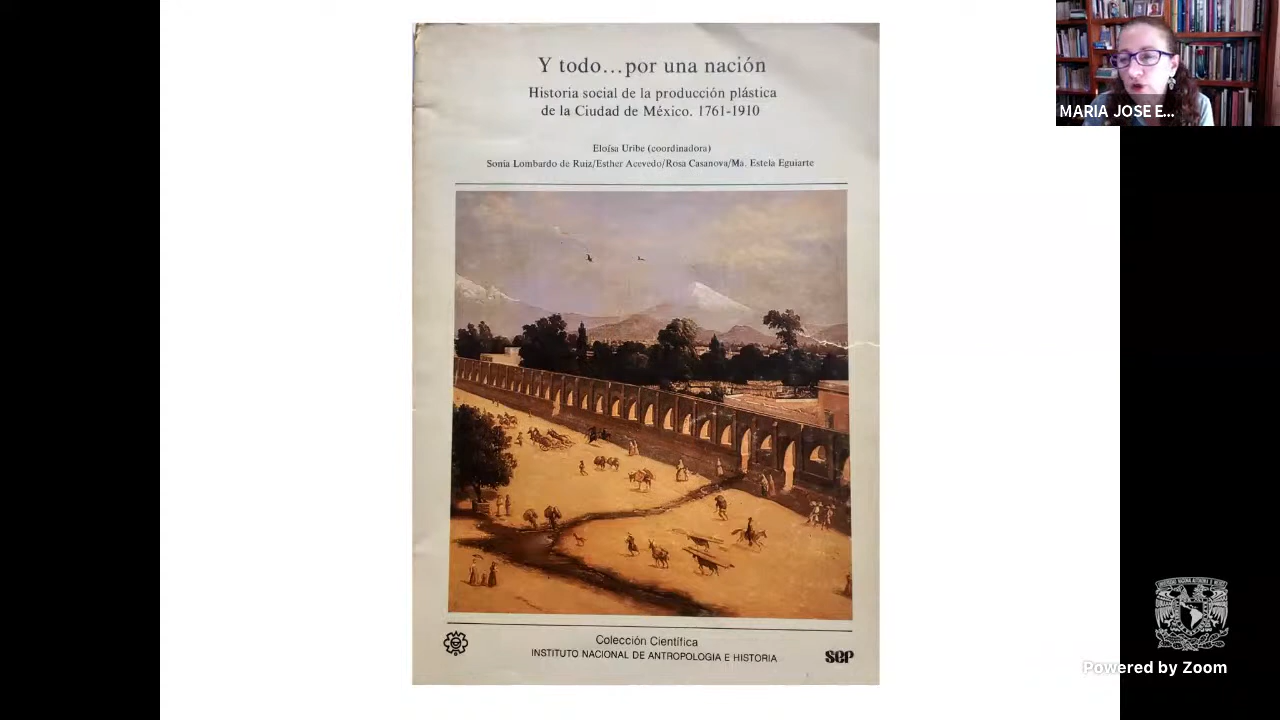 Y todo...por una nación
Historia social de la producción plástica
de la Ciudad de México. 1761-1910
Eloísa Uribe (coordinadora)
Sonia Lombardo de Ruiz/Esther Acevedo/Rosa Casanova/Ma. Estela Eguiarte
Colección Científica
INSTITUTO NACIONAL DE ANTROPOLOGIA E HISTORIA
SEP
MARIA JOSE E...
Powered by Zoom